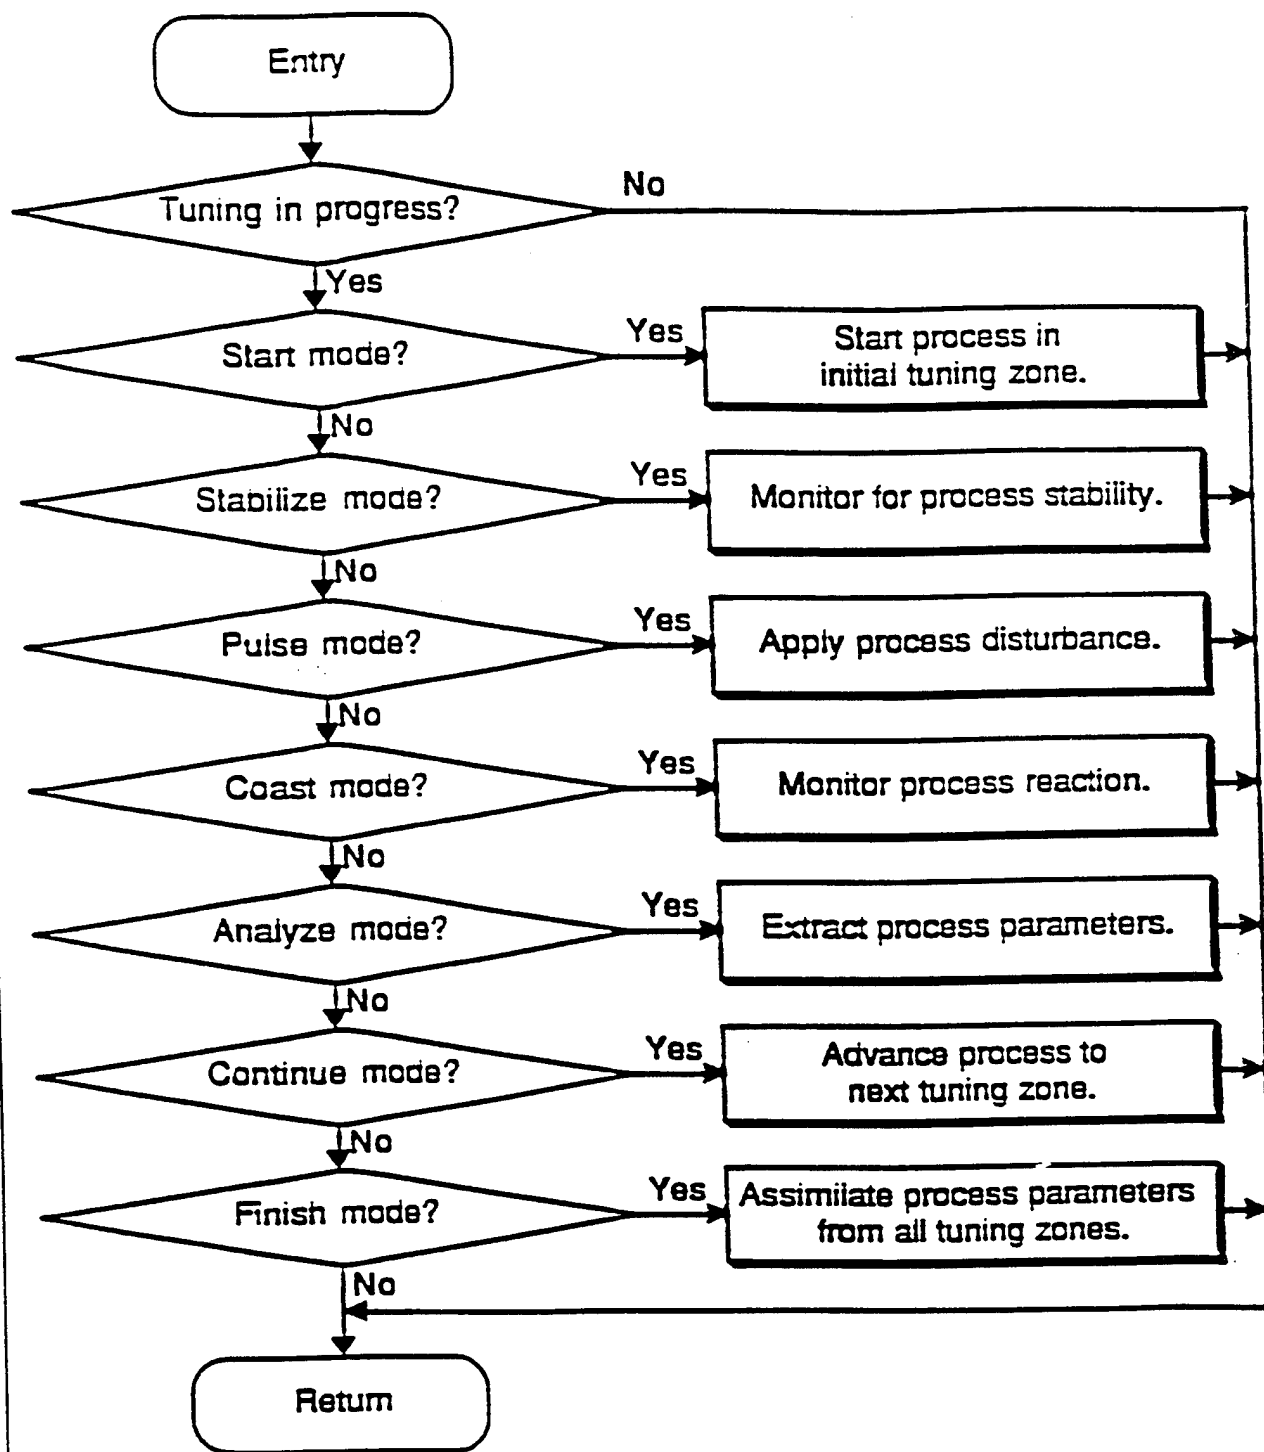 Entry
Tuning in progress?
No
Yes
Start mode?
Yes
Start process in
initial tuning zone.
No
Stabilize mode?
Yes
Monitor for process stability.
No
Pulse mode?
Yes
Apply process disturbance.
No
Coast mode?
Yes
Monitor process reaction.
No
Analyze mode?
Yes
Extract process parameters.
No
Continue mode?
Yes
Advance process to
next tuning zone.
No
Finish mode?
Yes
Assimilate process parameters
from all tuning zones.
No
Return